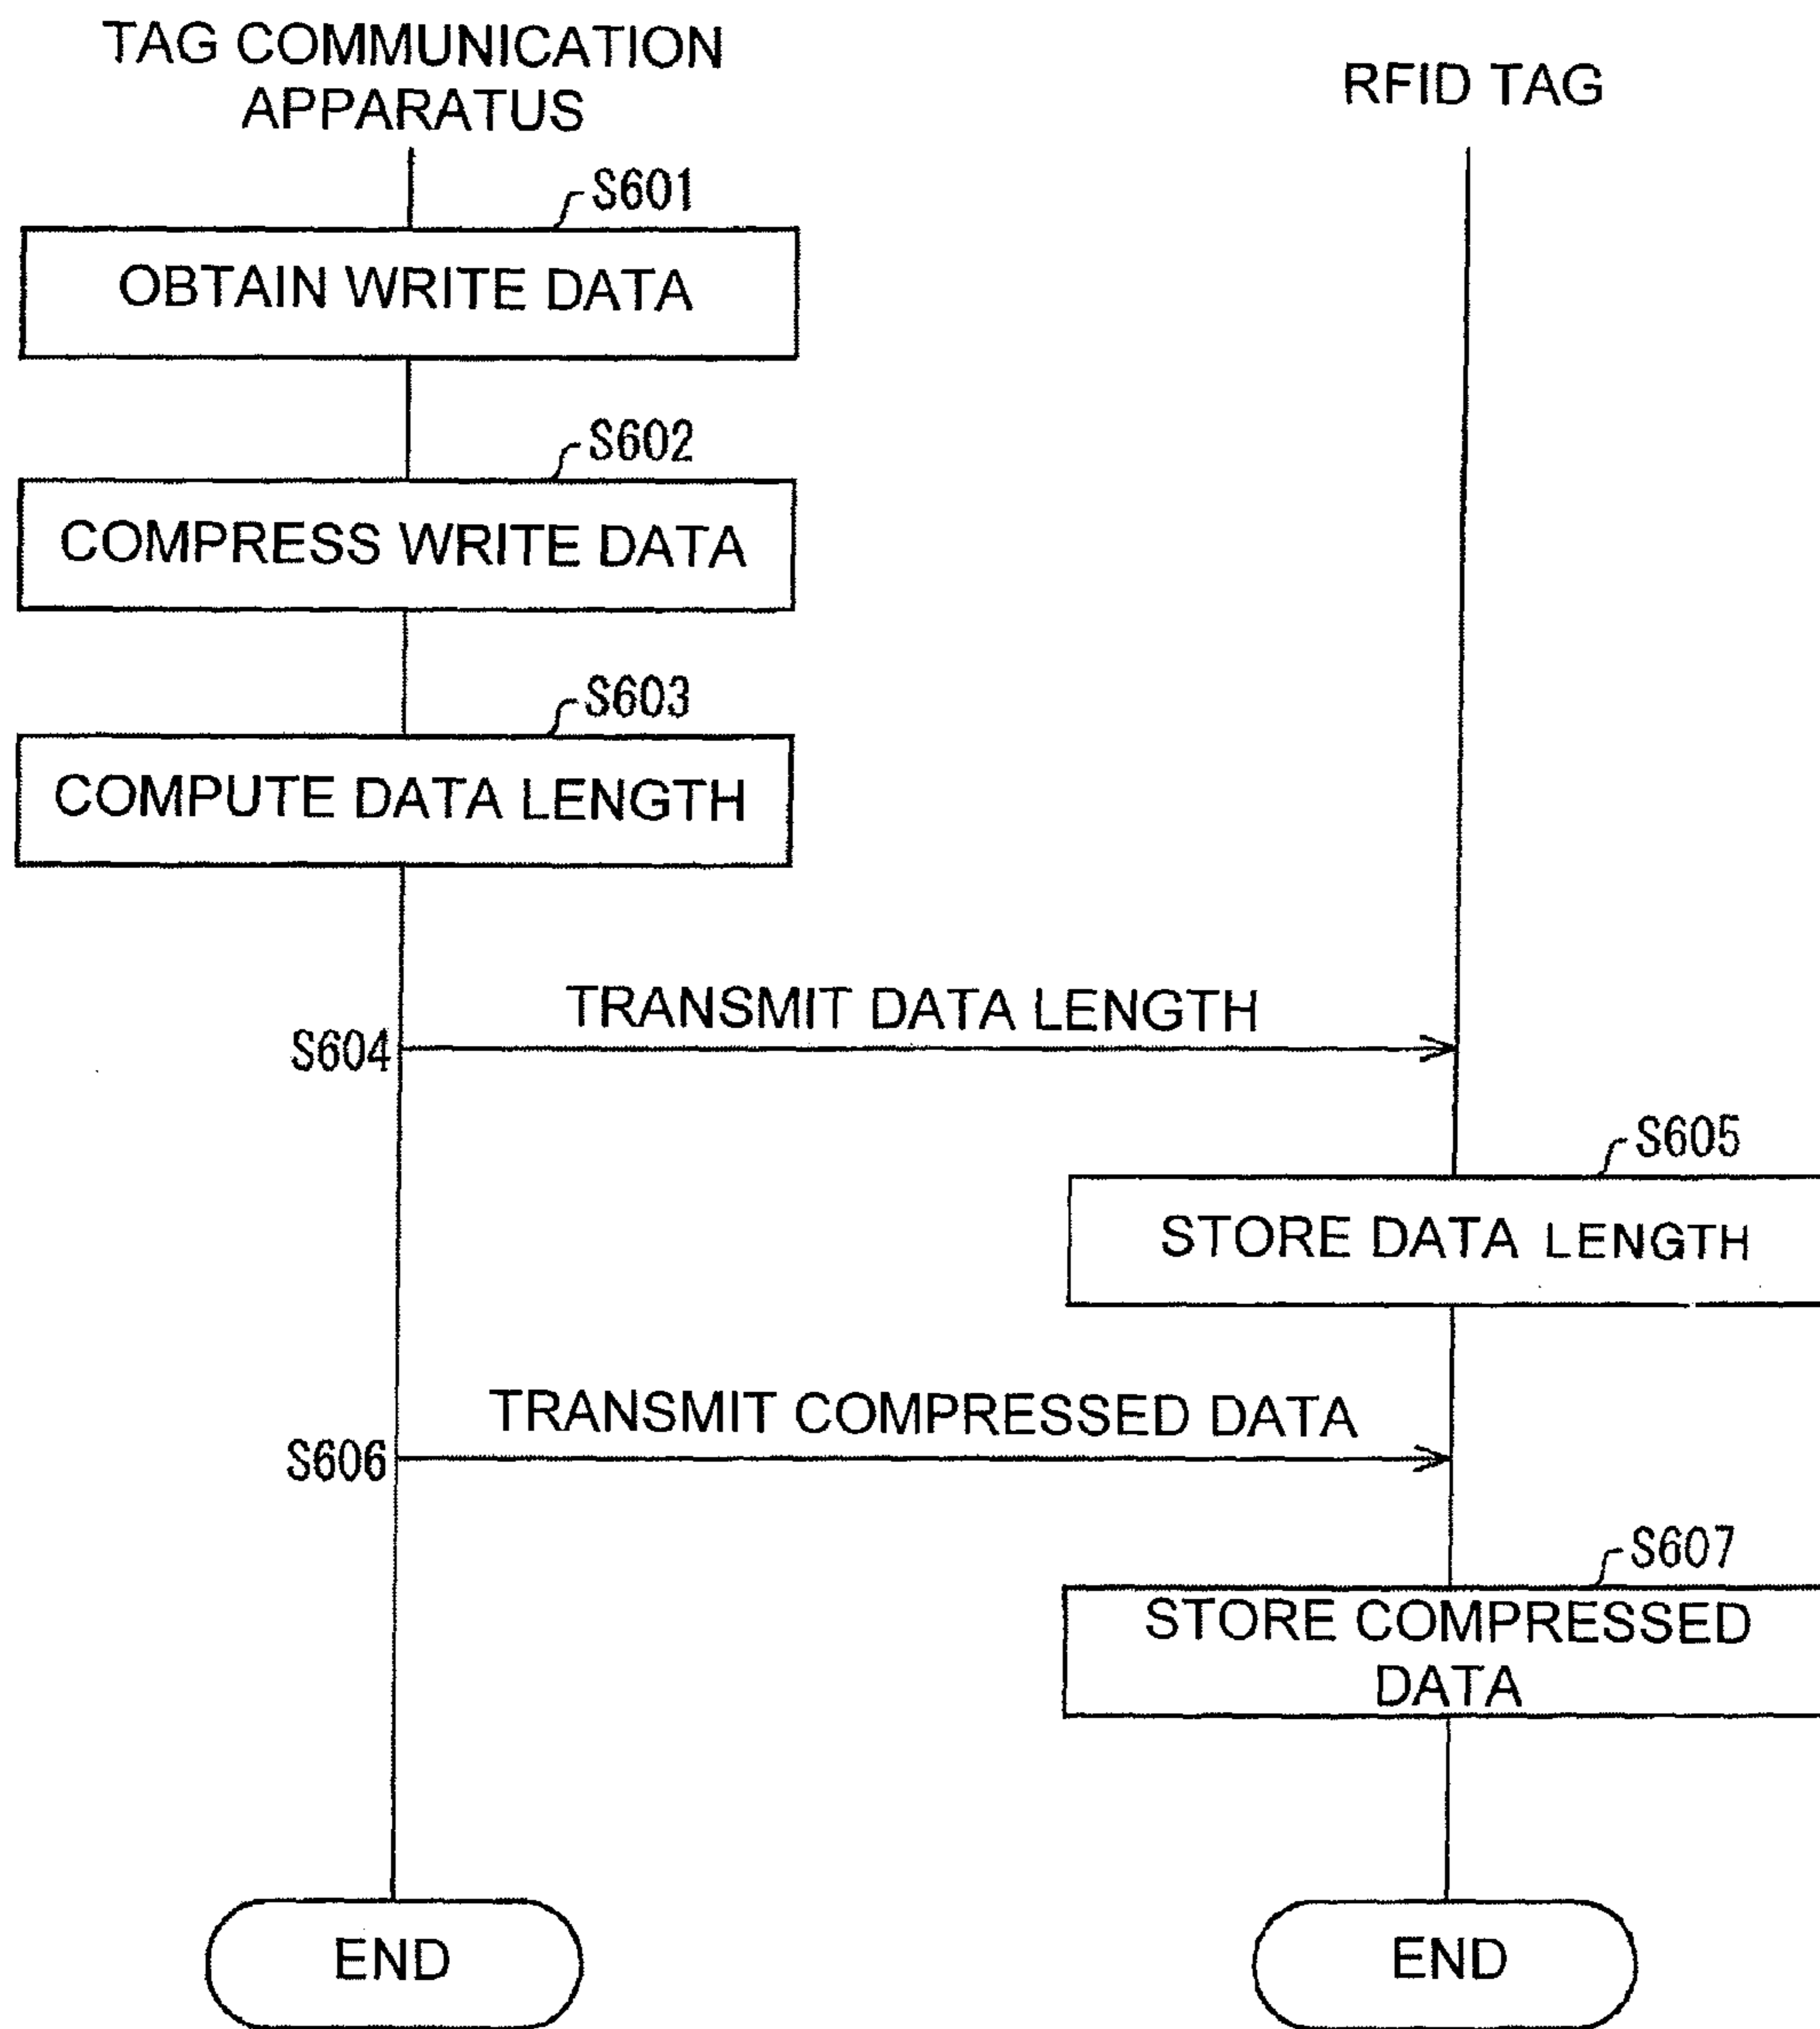 TAG COMMUNICATION
APPARATUS
RFID TAG
S601
OBTAIN WRITE DATA
S602
COMPRESS WRITE DATA
S603
COMPUTE DATA LENGTH
TRANSMIT DATA LENGTH
S604
S605
STORE DATA LENGTH
TRANSMIT COMPRESSED DATA
S606
S607
STORE COMPRESSED
DATA
END
END